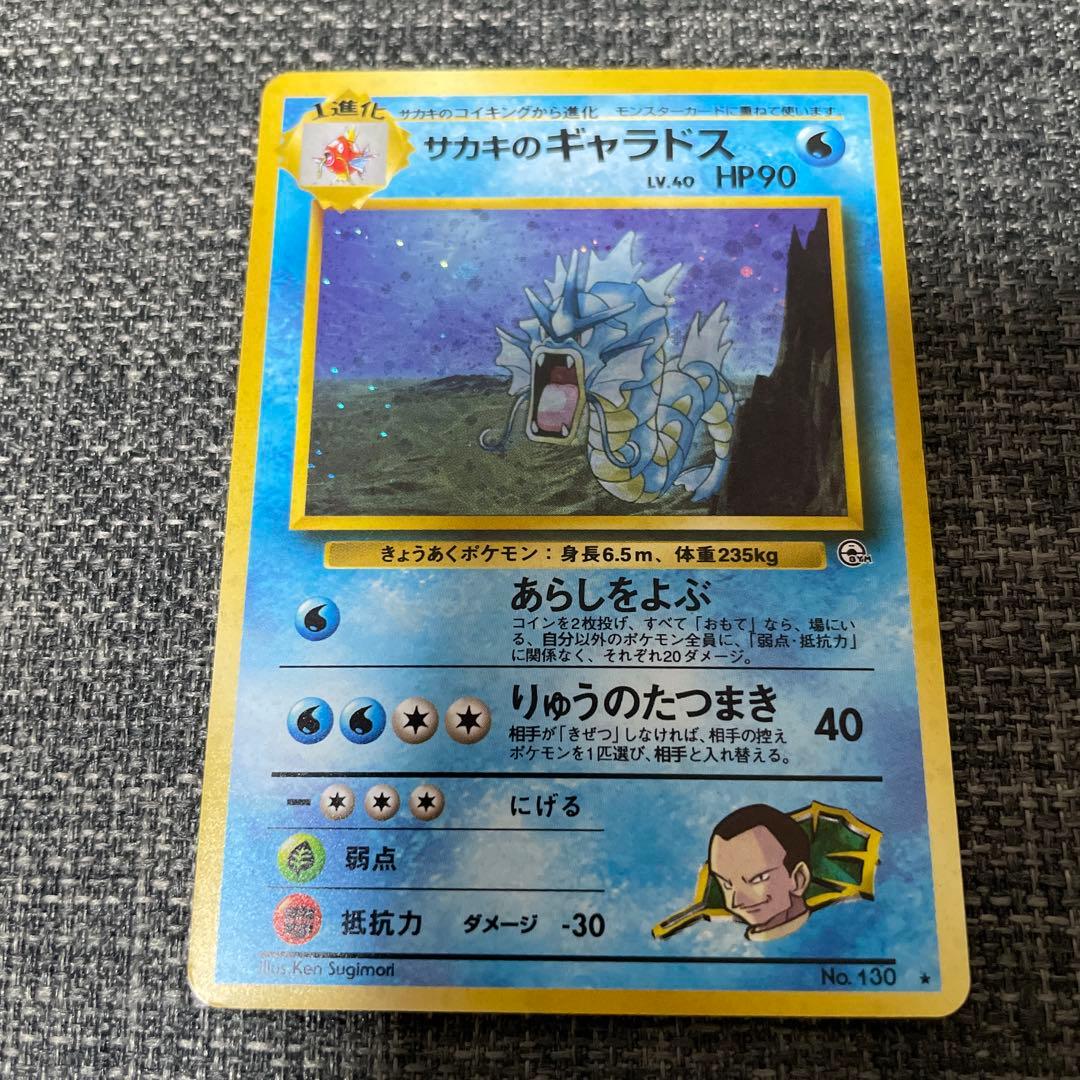 1進化 サカキのコイキングから進化 モンスターカードに重ねて使います
サカキのギャラドス
LV.40 HP90
きょうあくポケモン:身長6.5m、体重235kg
GYM
あらしをよぶ
コインを2枚投げ、すべて「おもて」なら、場にい
る、自分以外のポケモン全員に、「弱点・抵抗力」
に関係なく、それぞれ20ダメージ。
りゅうのたつまき 40
相手が「きぜつ」しなければ、相手の控え
ポケモンを1匹選び、相手と入れ替える。
にげる
弱点
抵抗力 ダメージ -30
Illus.Ken Sugimori
No. 130 ★